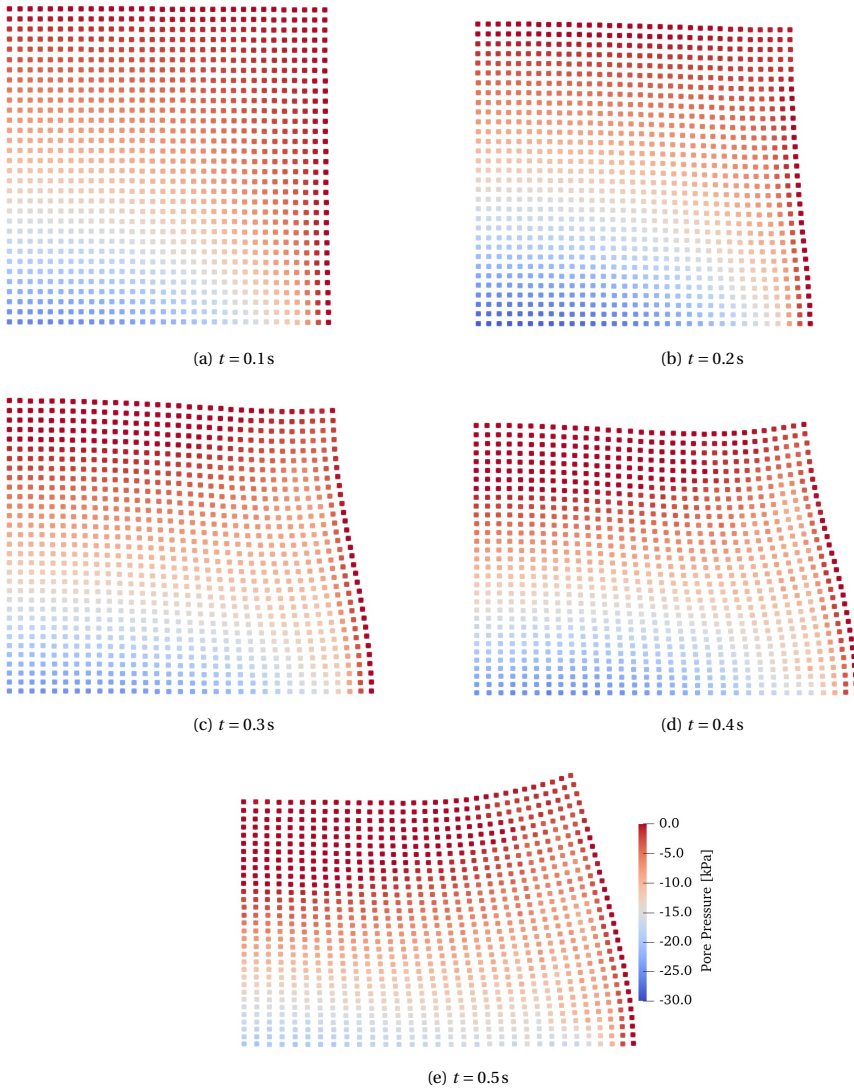 (a) t = 0.1 s
(b) t = 0.2 s
(c) t = 0.3 s
(d) t = 0.4 s
0.0
-5.0
-10.0
-15.0
-20.0
-25.0
-30.0
Pore Pressure [kPa]
(e) t = 0.5 s